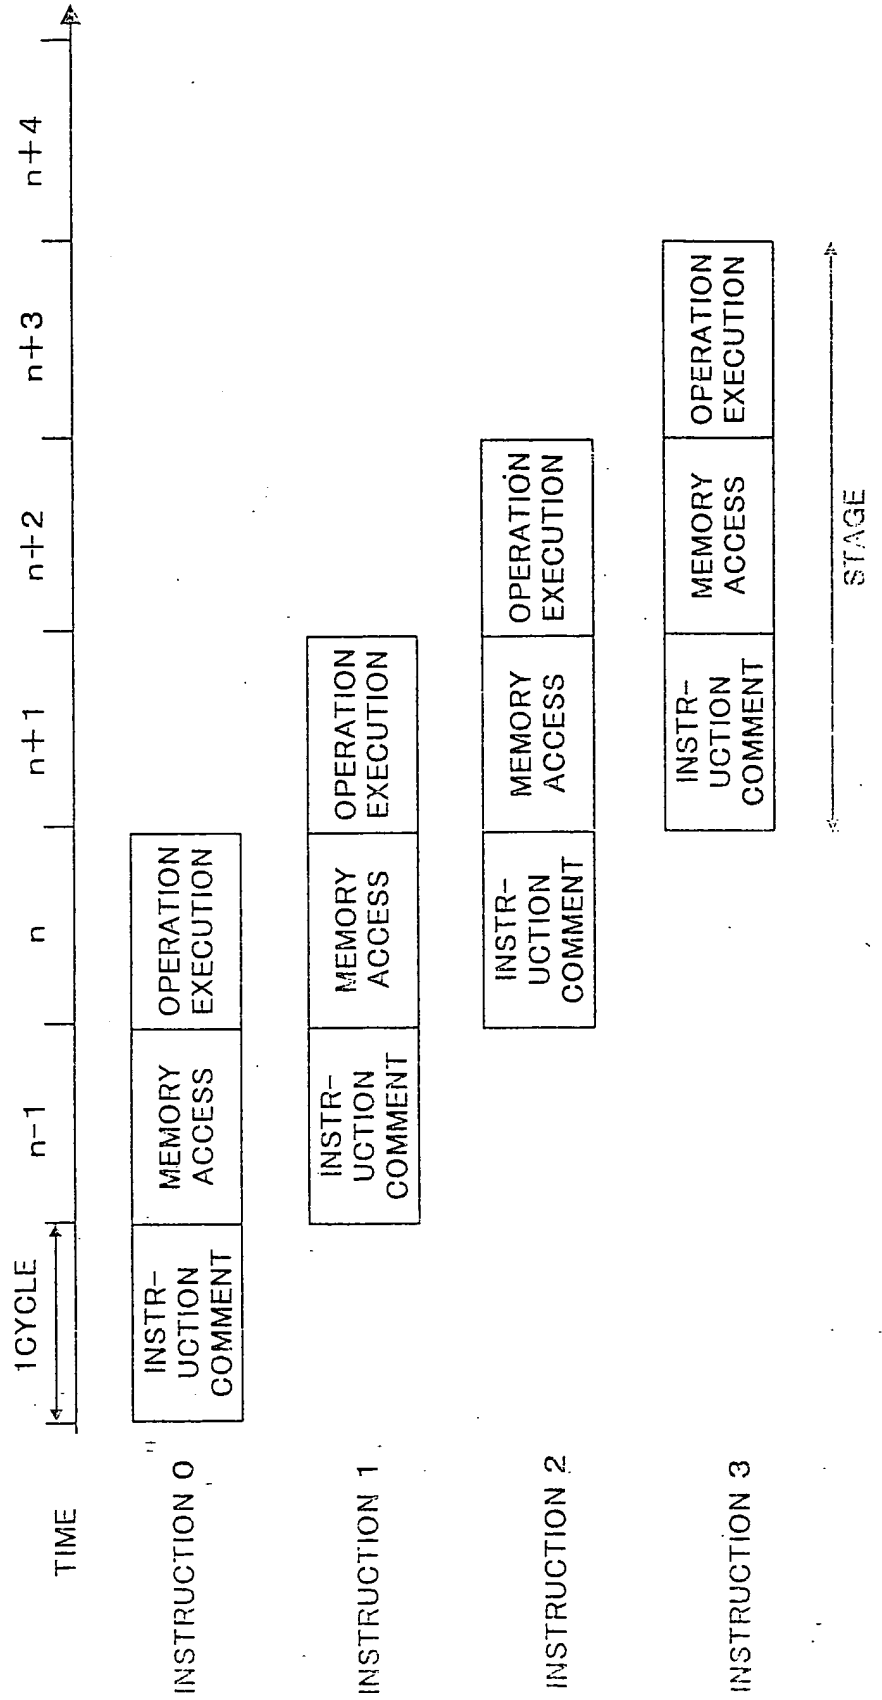 TIME
1CYCLE
n-1
n
n+1
n+2
n+3
n+4
INSTRUCTION 0
INSTR-
UCTION
COMMENT
MEMORY
ACCESS
OPERATION
EXECUTION
INSTRUCTION 1
INSTR-
UCTION
COMMENT
MEMORY
ACCESS
OPERATION
EXECUTION
INSTRUCTION 2
INSTR-
UCTION
COMMENT
MEMORY
ACCESS
OPERATION
EXECUTION
INSTRUCTION 3
INSTR-
UCTION
COMMENT
MEMORY
ACCESS
OPERATION
EXECUTION
STAGE